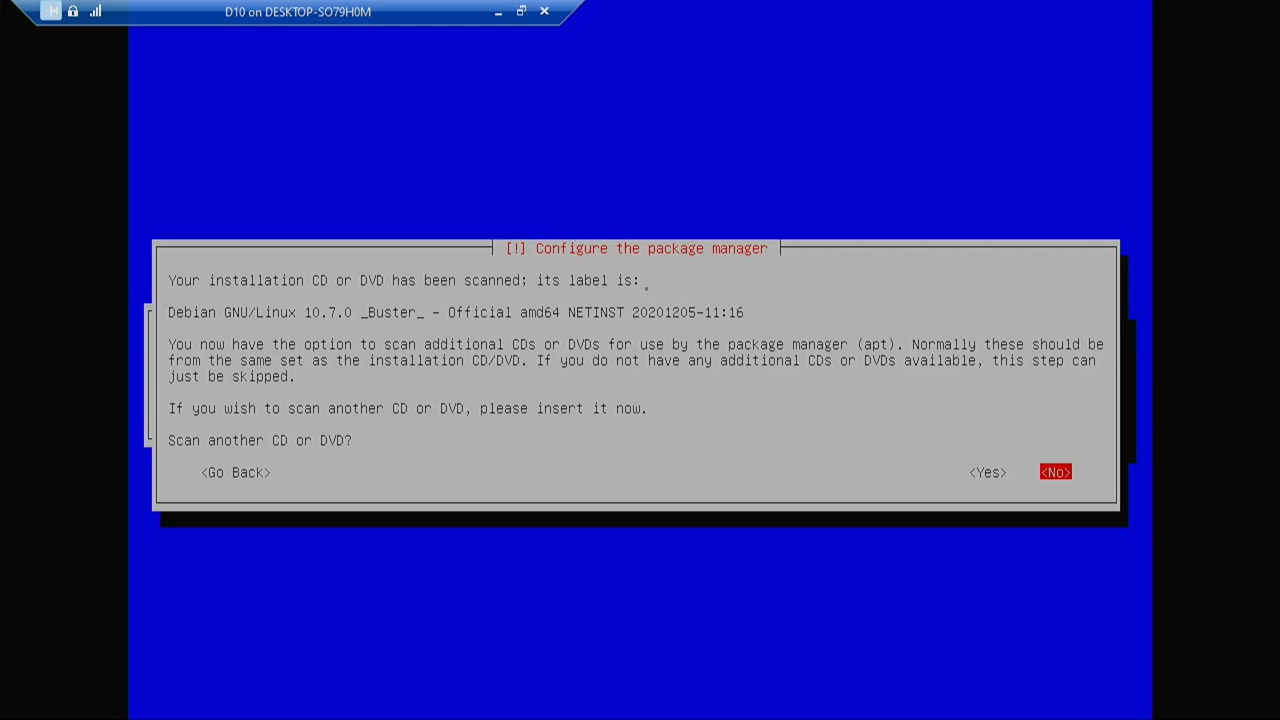 D10 on DESKTOP-SO79H0M
[!] Configure the package manager
Your installation CD or DVD has been scanned; its label is:
Debian GNU/Linux 10.7.0 _Buster_ - Official amd64 NETINST 20201205-11:16
You now have the option to scan additional CDs or DVDs for use by the package manager (apt). Normally these should be
from the same set as the installation CD/DVD. If you do not have any additional CDs or DVDs available, this step can
just be skipped.
If you wish to scan another CD or DVD, please insert it now.
Scan another CD or DVD?
<Go Back> <Yes> <No>